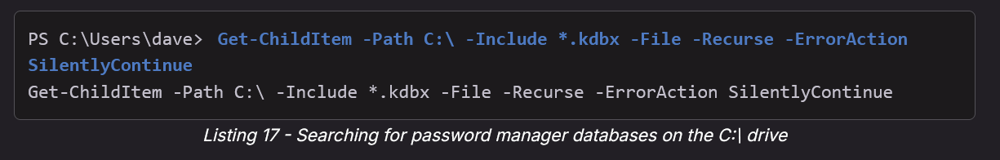 PS C:\Users\dave> Get-ChildItem -Path C:\ -Include *.kdbx -File -Recurse -ErrorAction
SilentlyContinue
Get-ChildItem -Path C:\ -Include *.kdbx -File -Recurse -ErrorAction SilentlyContinue
Listing 17 - Searching for password manager databases on the C:\ drive